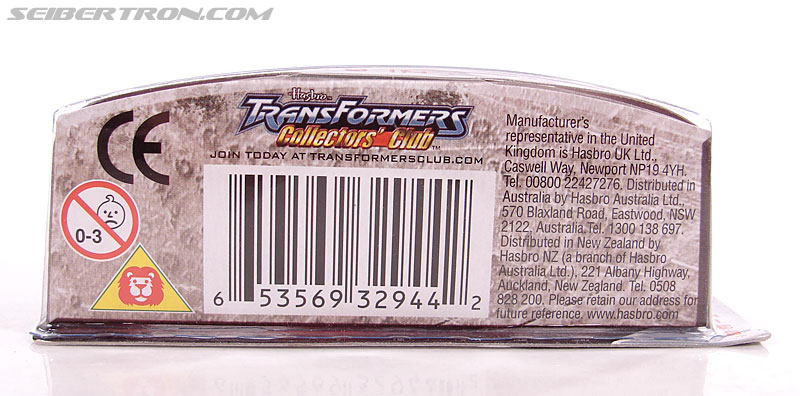 SEIBERTRON.COM
CE
Hasbro
TRANSFORMERS
Collectors' Club™
JOIN TODAY AT TRANSFORMERSCLUB.COM
0-3
6 53569 32944 2
Manufacturer's
representative in the United
Kingdom is Hasbro UK Ltd.,
Caswell Way, Newport NP19 4YH.
Tel. 00800 22427276. Distributed in
Australia by Hasbro Australia Ltd.,
570 Blaxland Road, Eastwood, NSW
2122, Australia. Tel. 1300 138 697.
Distributed in New Zealand by
Hasbro NZ (a branch of Hasbro
Australia Ltd.), 221 Albany Highway,
Auckland, New Zealand. Tel. 0508
828 200. Please retain our address for
future reference. www.hasbro.com